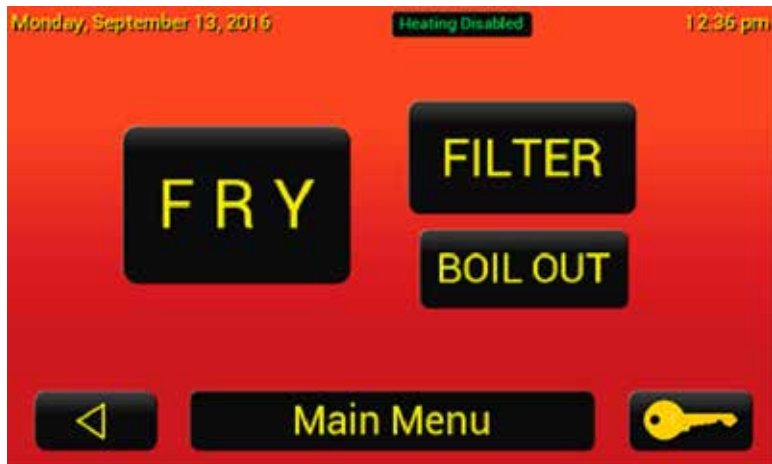 Monday, September 13, 2016 Heating Disabled 12:36 pm
FRY
FILTER
BOIL OUT
Main Menu